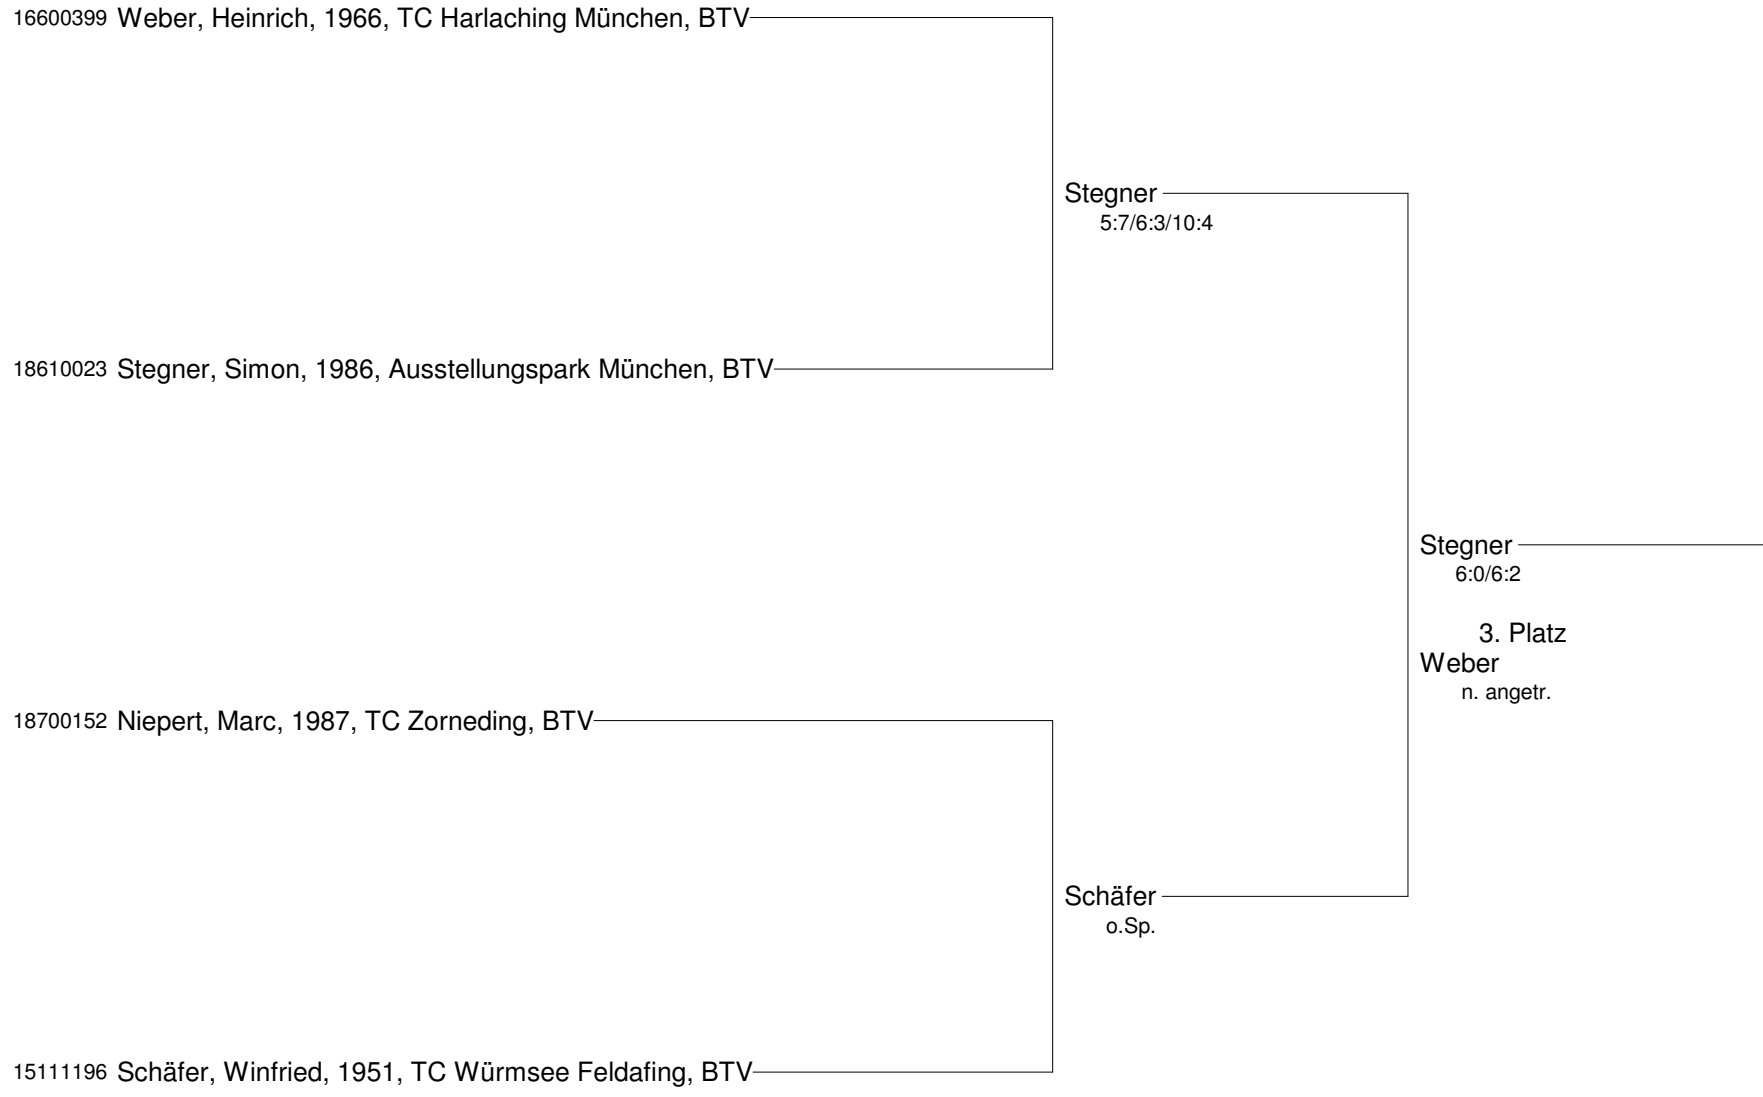 16600399 Weber, Heinrich, 1966, TC Harlaching München, BTV
Stegner
5:7/6:3/10:4
18610023 Stegner, Simon, 1986, Ausstellungspark München, BTV
Stegner
6:0/6:2
3. Platz
Weber
n. angetr.
18700152 Niepert, Marc, 1987, TC Zorneding, BTV
Schäfer
o.Sp.
15111196 Schäfer, Winfried, 1951, TC Würmsee Feldafing, BTV